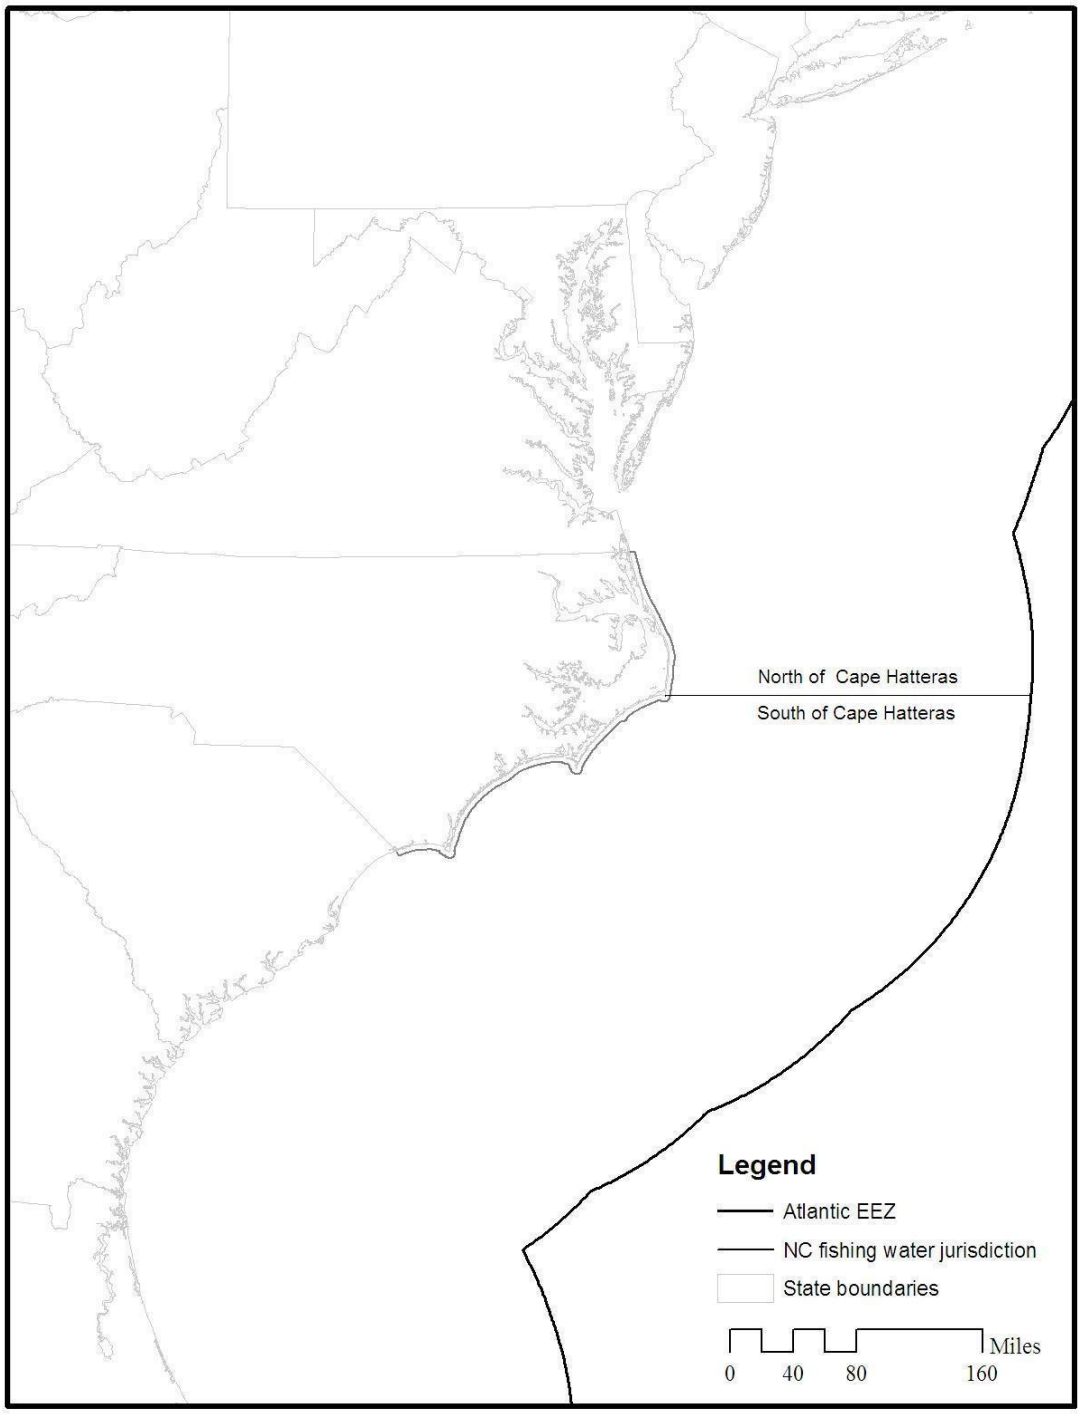 North of Cape Hatteras
South of Cape Hatteras
Legend
Atlantic EEZ
NC fishing water jurisdiction
State boundaries
Miles
0 40 80 160